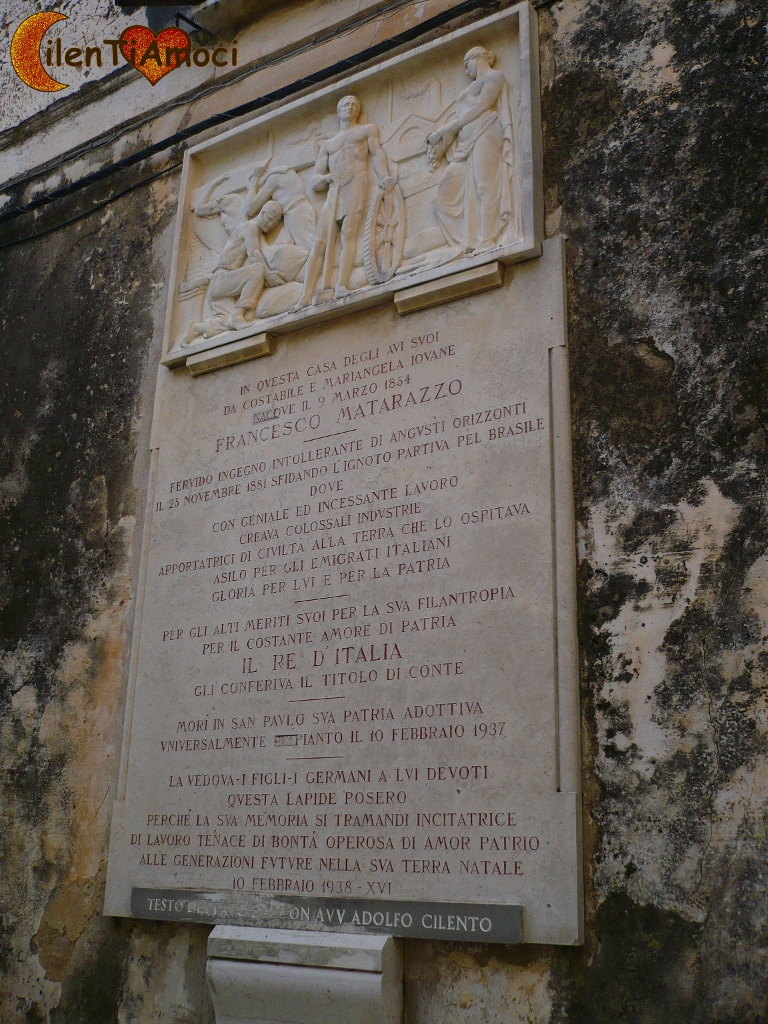 CilenTiAmoci
IN QVESTA CASA DEGLI AVI SVOI
DA COSTABILE E MARIANGELA IOVANE
NACQVE IL 9 MARZO 1854
FRANCESCO MATARAZZO
FERVIDO INGEGNO INTOLLERANTE DI ANGVSTI ORIZZONTI
IL 25 NOVEMBRE 1881 SFIDANDO L'IGNOTO PARTIVA PEL BRASILE
DOVE
CON GENIALE ED INCESSANTE LAVORO
CREAVA COLOSSALI INDVSTRIE
APPORTATRICI DI CIVILTÀ ALLA TERRA CHE LO OSPITAVA
ASILO PER GLI EMIGRATI ITALIANI
GLORIA PER LVI E PER LA PATRIA
PER GLI ALTI MERITI SVOI PER LA SVA FILANTROPIA
PER IL COSTANTE AMORE DI PATRIA
IL RE D'ITALIA
GLI CONFERIVA IL TITOLO DI CONTE
MORÌ IN SAN PAVLO SVA PATRIA ADOTTIVA
VNIVERSALMENTE PIANTO IL 10 FEBBRAIO 1937
LA VEDOVA-I FIGLI-I GERMANI A LVI DEVOTI
QVESTA LAPIDE POSERO
PERCHÉ LA SVA MEMORIA SI TRAMANDI INCITATRICE
DI LAVORO TENACE DI BONTÀ OPEROSA DI AMOR PATRIO
ALLE GENERAZIONI FVTVRE NELLA SVA TERRA NATALE
10 FEBBRAIO 1938-XVI
TESTO ON AVV ADOLFO CILENTO